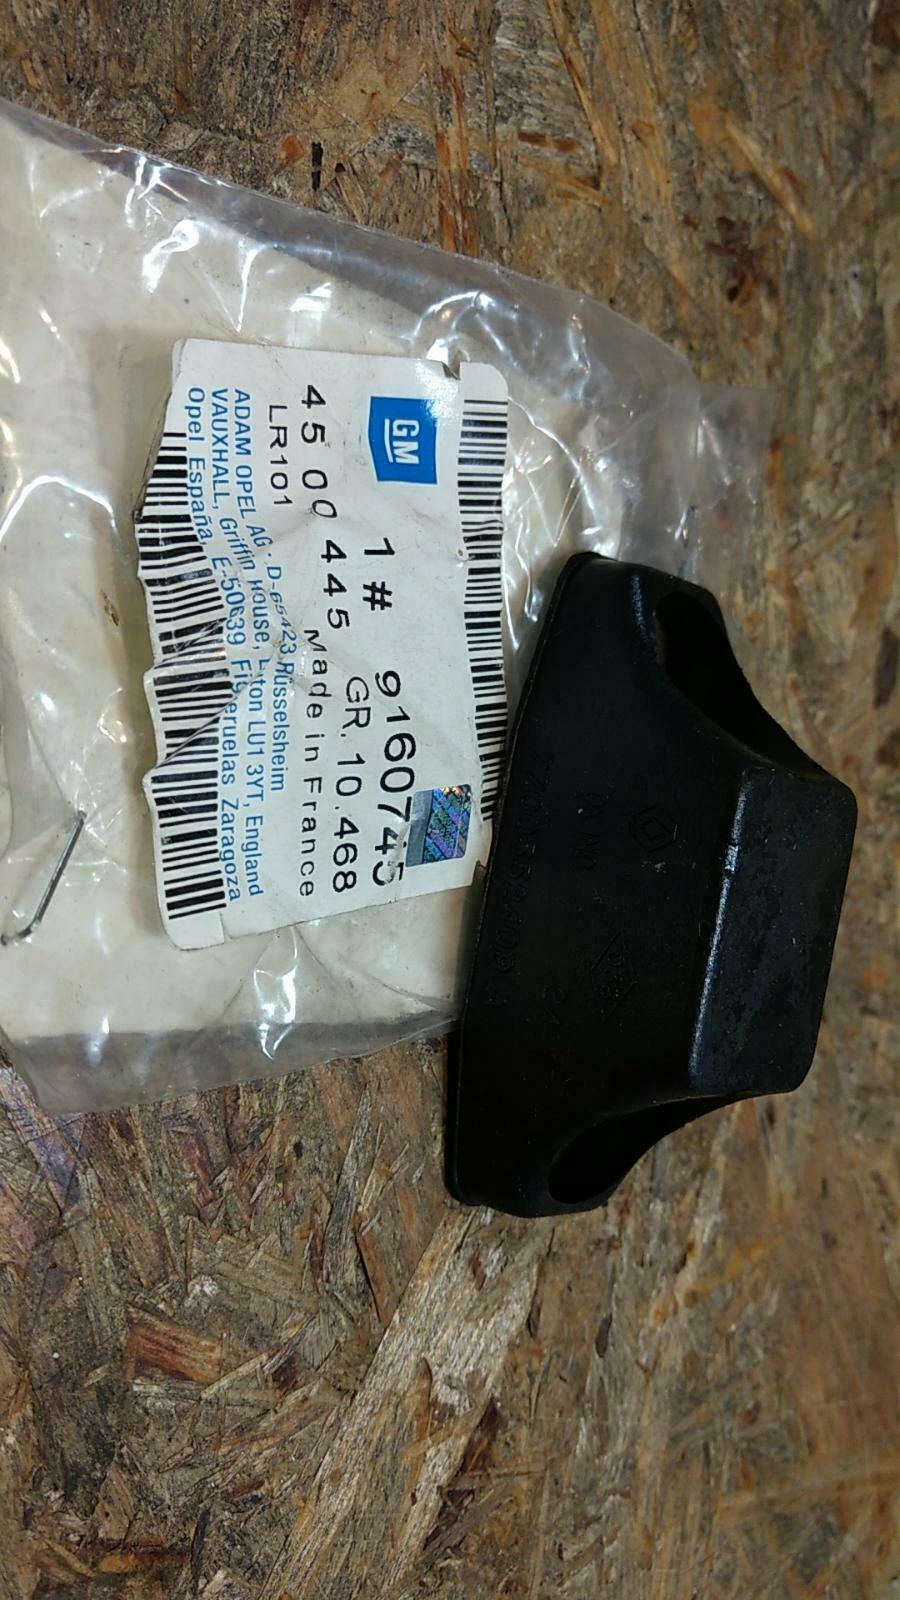 GM
1# 9160745
GR. 10.468
45 00 445 Made in France
LR101
ADAM OPEL AG · D-65423 Rüsselsheim
VAUXHALL, Griffin House, Luton LU1 3YT, England
Opel España, E-50639 Figueruelas Zaragoza